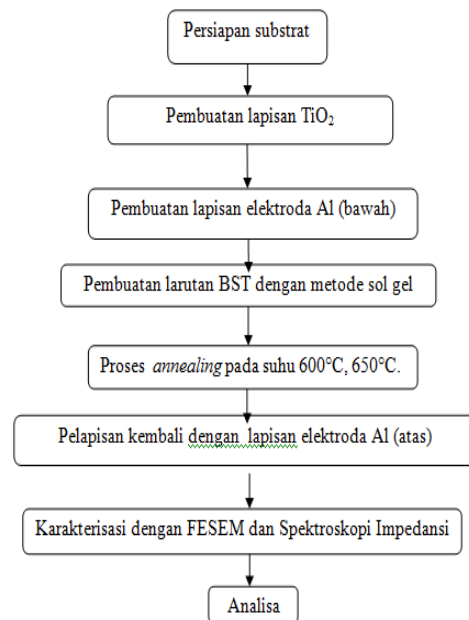 Persiapan substrat
Pembuatan lapisan TiO₂
Pembuatan lapisan elektroda Al (bawah)
Pembuatan larutan BST dengan metode sol gel
Proses annealing pada suhu 600°C, 650°C.
Pelapisan kembali dengan lapisan elektroda Al (atas)
Karakterisasi dengan FESEM dan Spektroskopi Impedansi
Analisa